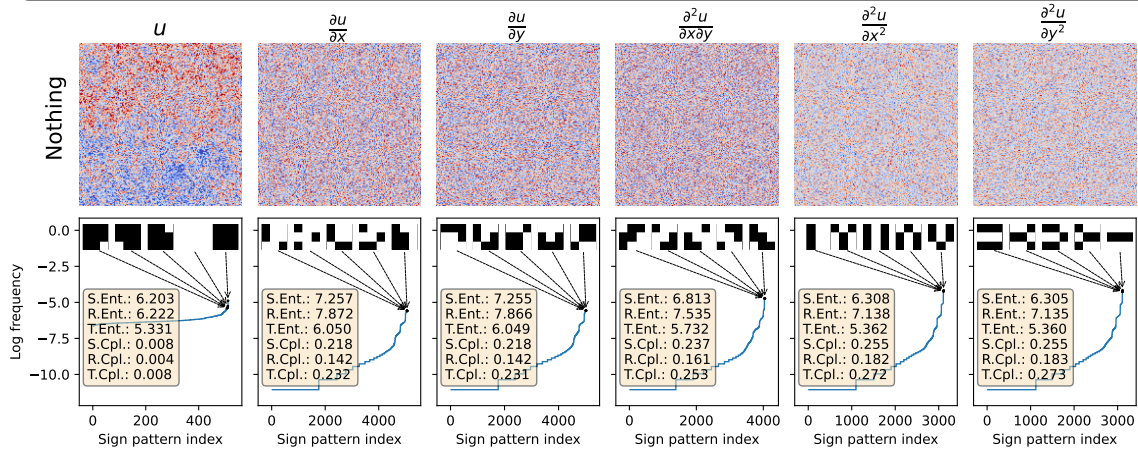 u ∂u/∂x ∂u/∂y ∂²u/∂x∂y ∂²u/∂x² ∂²u/∂y²
Nothing
Log frequency
0.0
−2.5
−5.0
−7.5
−10.0
S.Ent.: 6.203
R.Ent.: 6.222
T.Ent.: 5.331
S.Cpl.: 0.008
R.Cpl.: 0.004
T.Cpl.: 0.008
0 400
Sign pattern index
S.Ent.: 7.257
R.Ent.: 7.872
T.Ent.: 6.050
S.Cpl.: 0.218
R.Cpl.: 0.142
T.Cpl.: 0.232
0 2000 4000
Sign pattern index
S.Ent.: 7.255
R.Ent.: 7.866
T.Ent.: 6.049
S.Cpl.: 0.218
R.Cpl.: 0.142
T.Cpl.: 0.231
0 2000 4000
Sign pattern index
S.Ent.: 6.813
R.Ent.: 7.535
T.Ent.: 5.732
S.Cpl.: 0.237
R.Cpl.: 0.161
T.Cpl.: 0.253
0 1000 2000 3000 4000
Sign pattern index
S.Ent.: 6.308
R.Ent.: 7.138
T.Ent.: 5.362
S.Cpl.: 0.255
R.Cpl.: 0.182
T.Cpl.: 0.272
0 1000 2000 3000
Sign pattern index
S.Ent.: 6.305
R.Ent.: 7.135
T.Ent.: 5.360
S.Cpl.: 0.255
R.Cpl.: 0.183
T.Cpl.: 0.273
0 1000 2000 3000
Sign pattern index